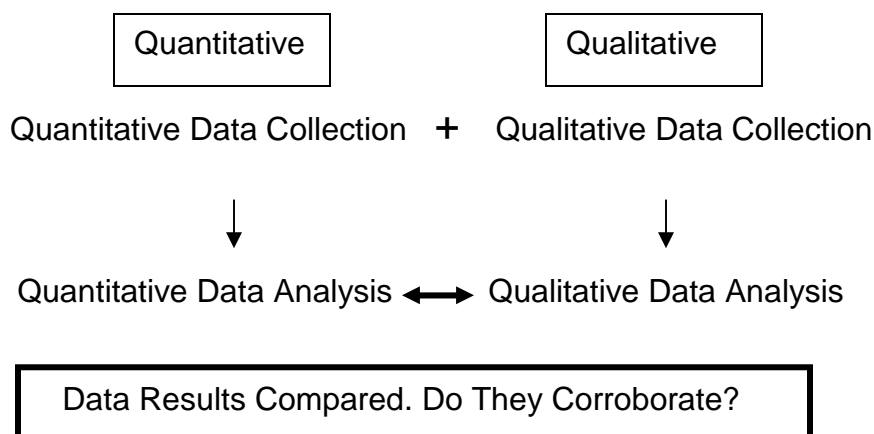 Quantitative Qualitative
Quantitative Data Collection + Qualitative Data Collection
Quantitative Data Analysis Qualitative Data Analysis
Data Results Compared. Do They Corroborate?